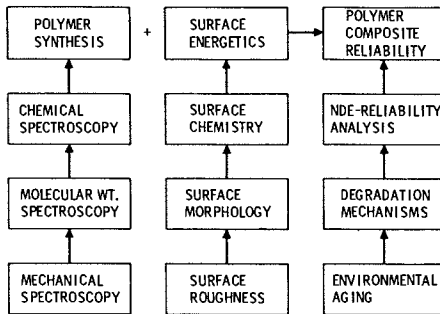 POLYMER
SYNTHESIS
+
SURFACE
ENERGETICS
POLYMER
COMPOSITE
RELIABILITY
CHEMICAL
SPECTROSCOPY
SURFACE
CHEMISTRY
NDE-RELIABILITY
ANALYSIS
MOLECULAR WT.
SPECTROSCOPY
SURFACE
MORPHOLOGY
DEGRADATION
MECHANISMS
MECHANICAL
SPECTROSCOPY
SURFACE
ROUGHNESS
ENVIRONMENTAL
AGING